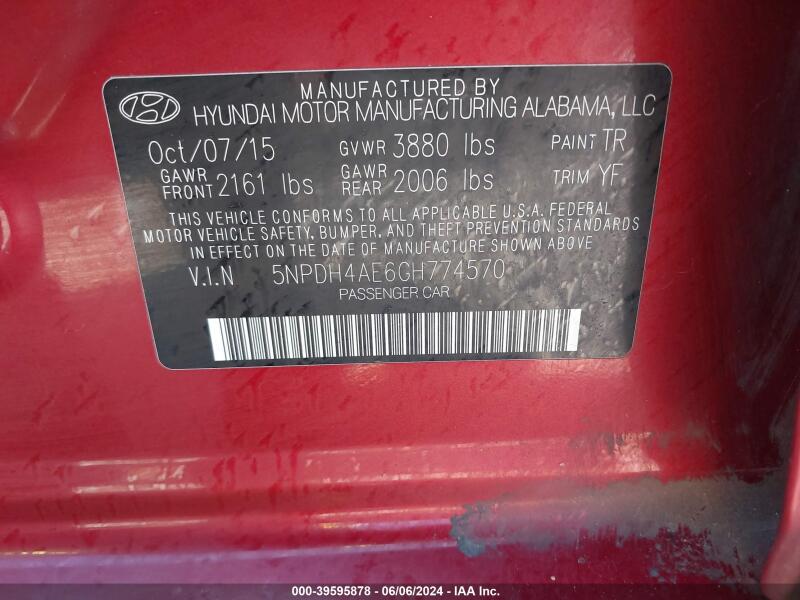 MANUFACTURED BY
HYUNDAI MOTOR MANUFACTURING ALABAMA, LLC
Oct/07/15 GVWR 3880 lbs PAINT TR
GAWR FRONT 2161 lbs GAWR REAR 2006 lbs TRIM YF
THIS VEHICLE CONFORMS TO ALL APPLICABLE U.S.A. FEDERAL
MOTOR VEHICLE SAFETY, BUMPER, AND THEFT PREVENTION STANDARDS
IN EFFECT ON THE DATE OF MANUFACTURE SHOWN ABOVE.
V.I.N 5NPDH4AE6GH774570
PASSENGER CAR
000-39595878 - 06/06/2024 - IAA Inc.